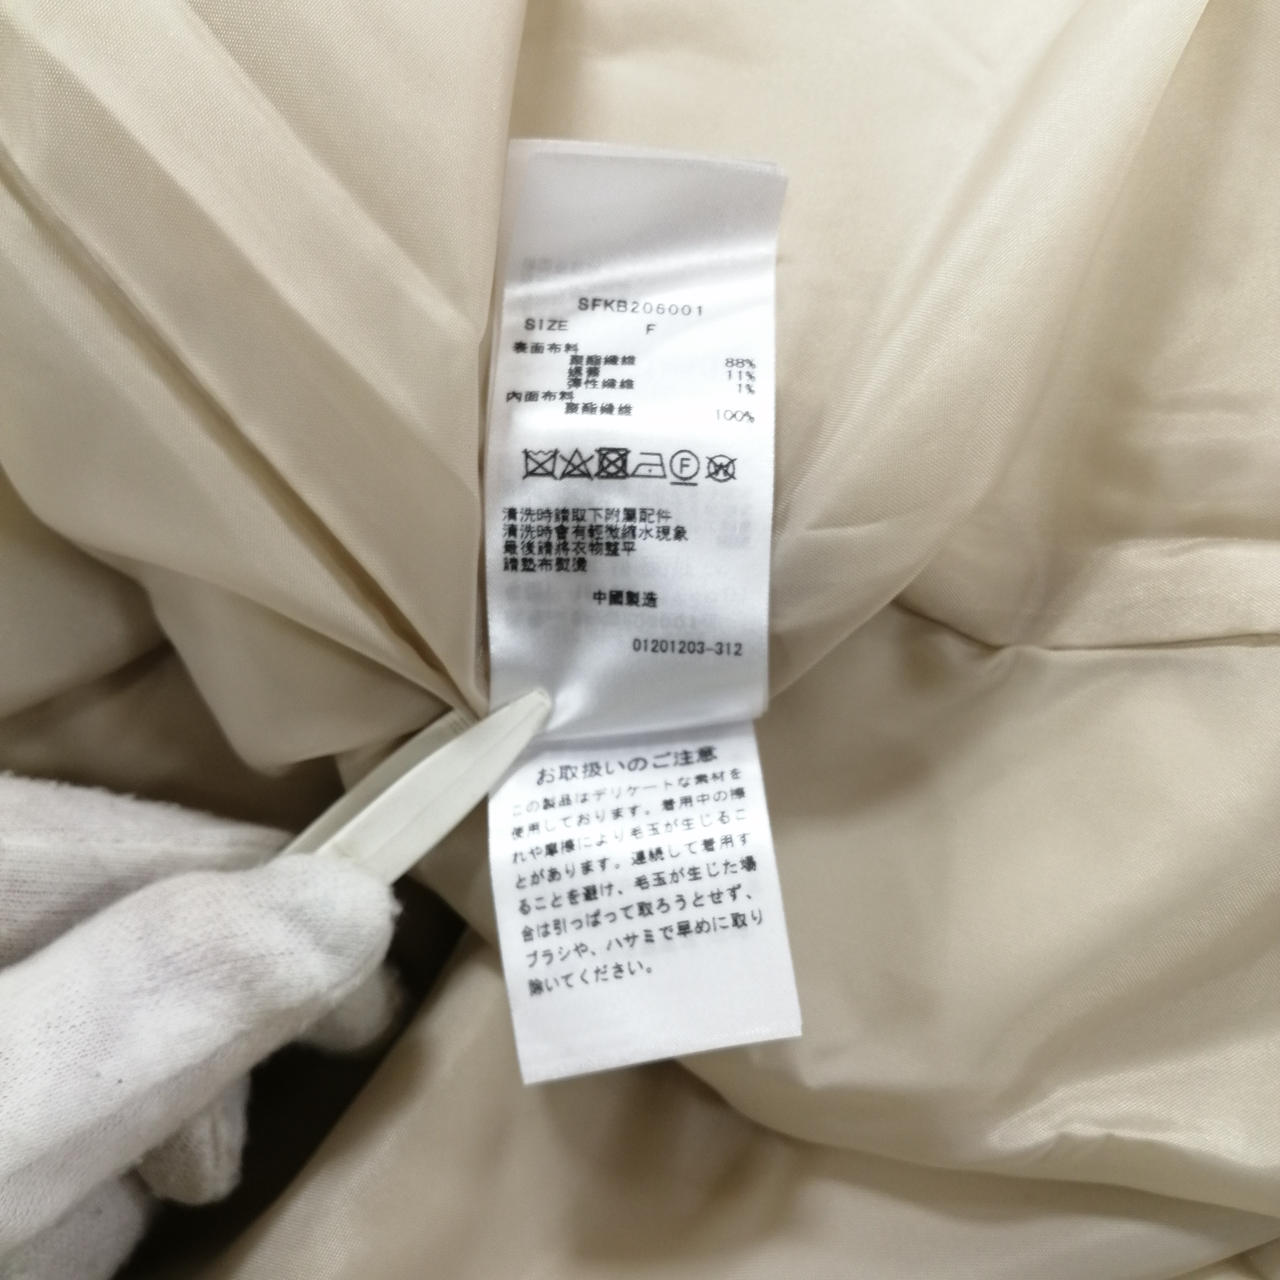 SFKB206001
SIZE F
表面布料
聚酯纖維 88%
嫘縈 11%
彈性纖維 1%
內面布料
聚酯纖維 100%
F
W
清洗時請取下附屬配件
清洗時會有輕微縮水現象
最後請將衣物整平
請墊布熨燙
中國製造
01201203-312
お取扱いのご注意
この製品はデリケートな素材を
使用しております。着用中の擦
れや摩擦により毛玉が生じるこ
とがあります。連続して着用す
ることを避け、毛玉が生じた場
合は引っぱって取ろうとせず、
ブラシや、ハサミで早めに取り
除いてください。